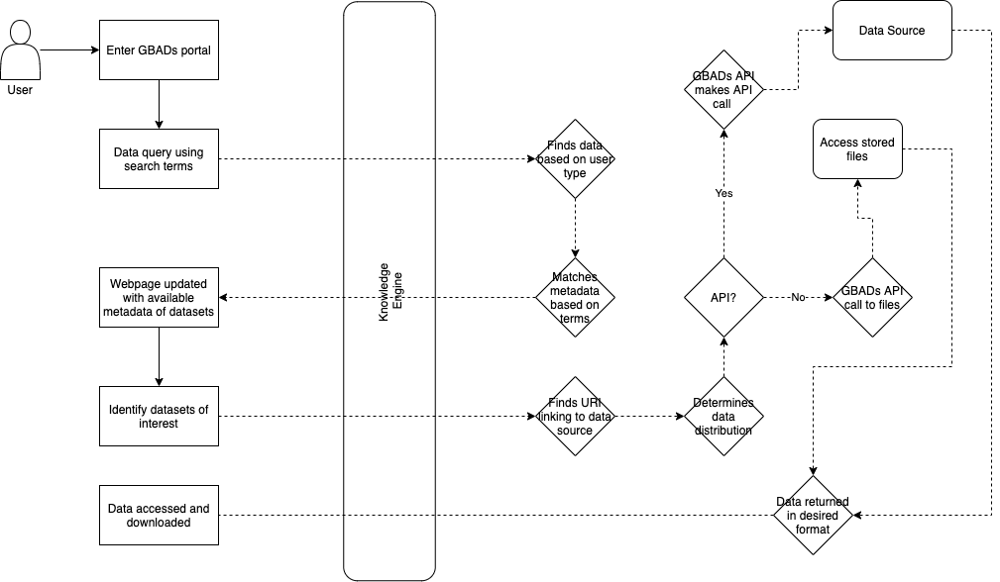 User
Enter GBADs portal
Data query using
search terms
Webpage updated
with available
metadata of datasets
Identify datasets of
interest
Data accessed and
downloaded
Knowledge
Engine
Finds data
based on user
type
Matches
metadata
based on
terms
Finds URI
linking to data
source
Determines
data
distribution
API?
Yes
No
GBADs API
makes API
call
Data Source
GBADs API
call to files
Access stored
files
Data returned
in desired
format